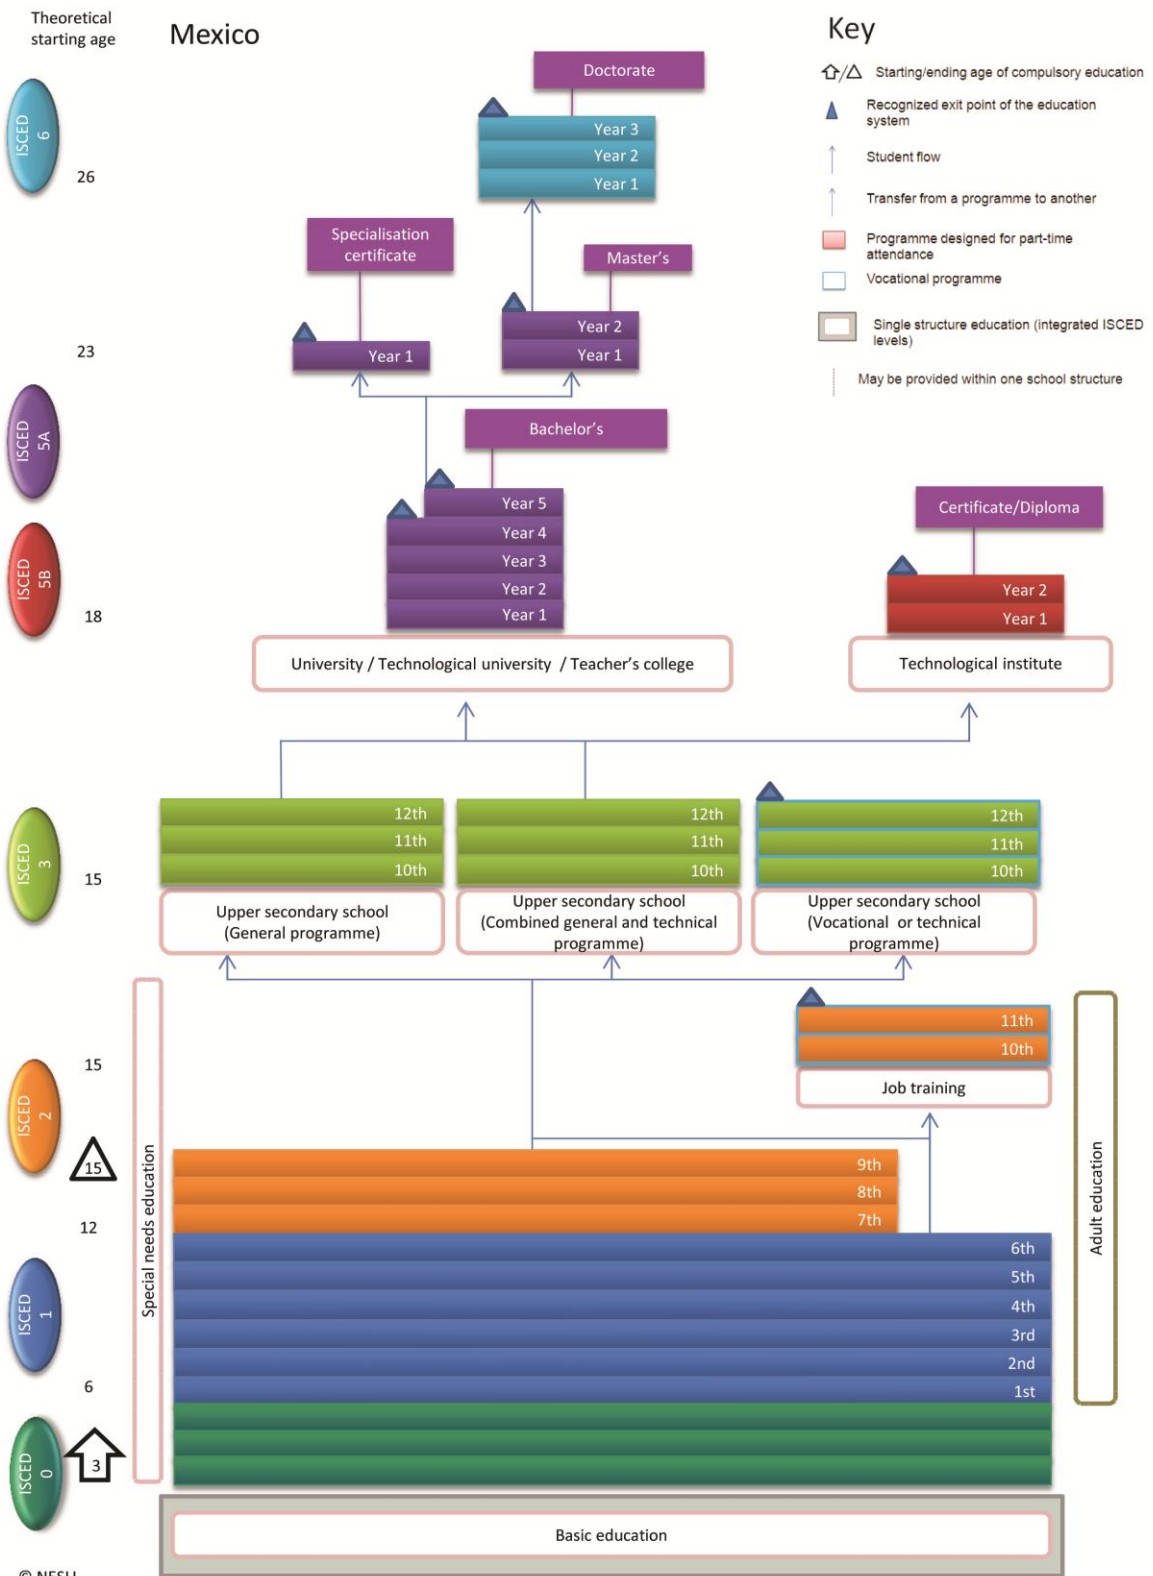 Theoretical
starting age
Mexico
Key
Starting/ending age of compulsory education
Recognized exit point of the education
system
Student flow
Transfer from a programme to another
Programme designed for part-time
attendance
Vocational programme
Single structure education (integrated ISCED
levels)
May be provided within one school structure
ISCED
6
26
Doctorate
Year 3
Year 2
Year 1
Specialisation
certificate
Master's
Year 2
Year 1
Year 1
23
ISCED
5A
Bachelor's
Year 5
Year 4
Year 3
Year 2
Year 1
Certificate/Diploma
Year 2
Year 1
ISCED
5B
18
University / Technological university / Teacher's college
Technological institute
ISCED
3
15
12th
11th
10th
12th
11th
10th
12th
11th
10th
Upper secondary school
(General programme)
Upper secondary school
(Combined general and technical
programme)
Upper secondary school
(Vocational or technical
programme)
11th
10th
Job training
15
ISCED
2
15
12
Special needs education
Adult education
9th
8th
7th
6th
5th
4th
3rd
2nd
1st
ISCED
1
6
ISCED
0
3
Basic education